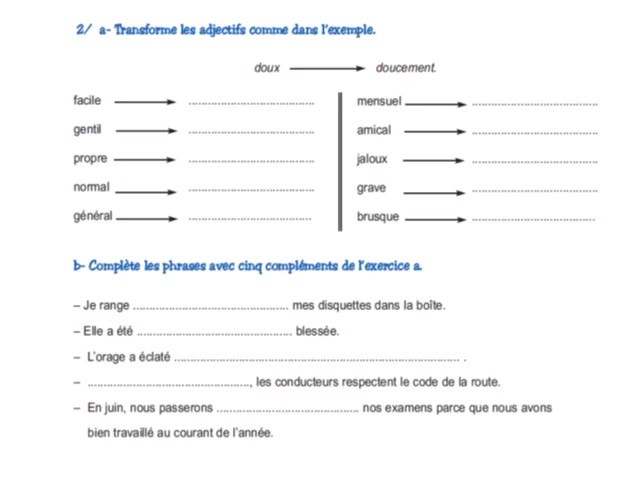 2/ a- Transforme les adjectifs comme dans l'exemple.
doux doucement.
facile ........................................
gentil ........................................
propre ........................................
normal ........................................
général ........................................
mensuel ........................................
amical ........................................
jaloux ........................................
grave ........................................
brusque ........................................
b- Complète les phrases avec cinq compléments de l'exercice a.
– Je range ................................................ mes disquettes dans la boîte.
– Elle a été ................................................ blessée.
– L'orage a éclaté ........................................................................................ .
– .................................................., les conducteurs respectent le code de la route.
– En juin, nous passerons ............................................ nos examens parce que nous avons
bien travaillé au courant de l'année.